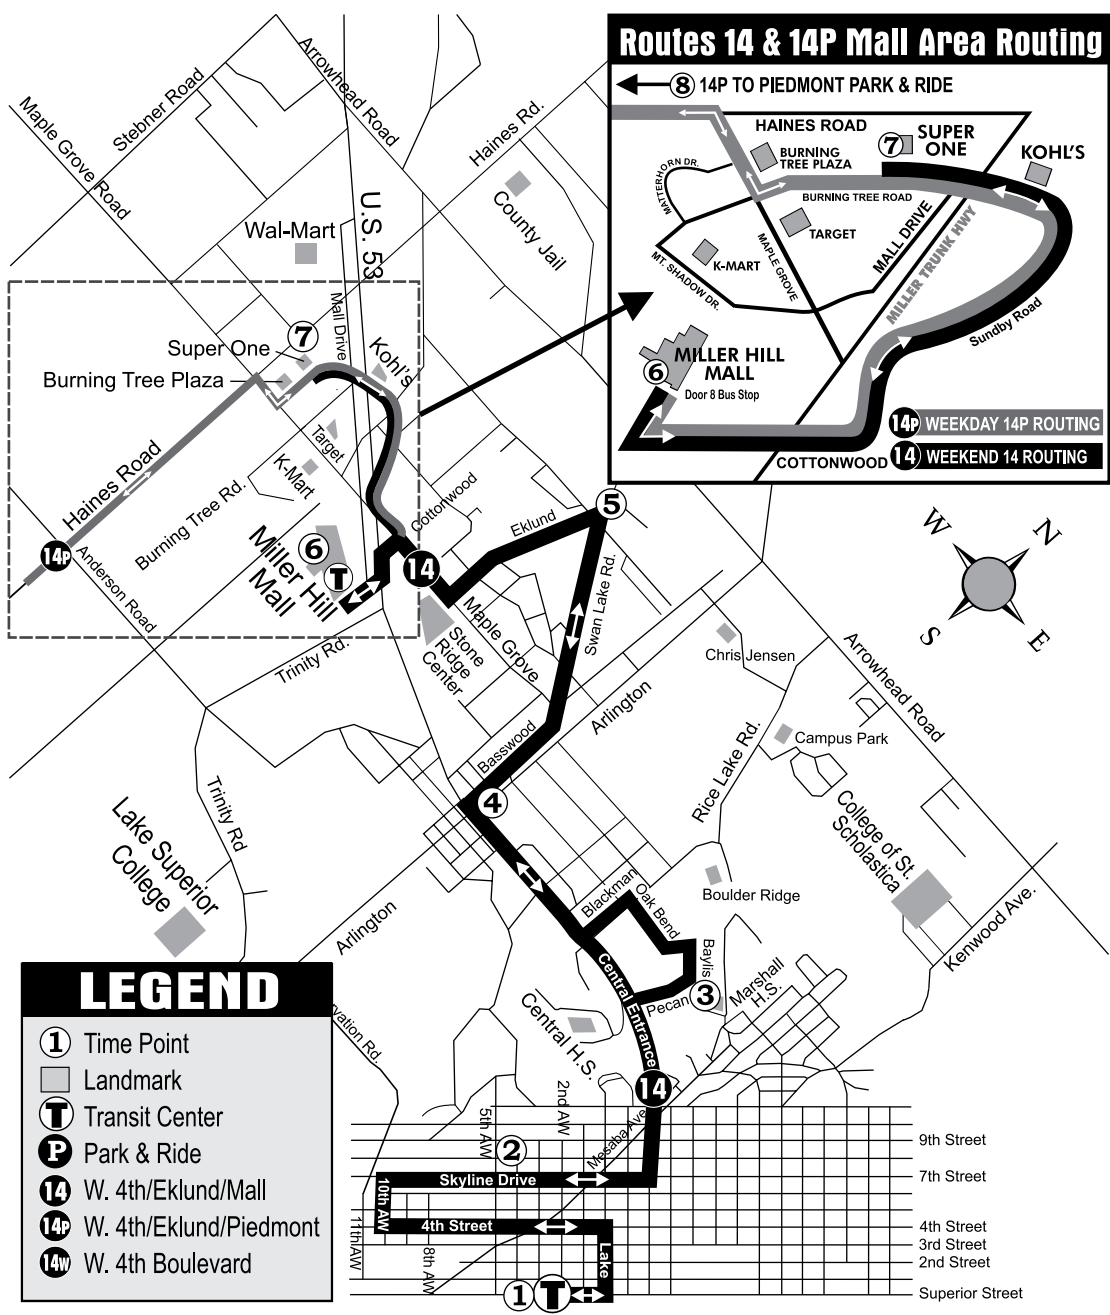 Routes 14 & 14P Mall Area Routing
8 14P TO PIEDMONT PARK & RIDE
HAINES ROAD
7
SUPER
ONE
KOHL'S
BURNING
TREE PLAZA
MATTERHORN DR.
BURNING TREE ROAD
TARGET
MALL DRIVE
MILLER TRUNK HWY
K-MART
MAPLE GROVE
MT. SHADOW DR.
Sundby Road
MILLER HILL
MALL
6
Door 8 Bus Stop
14P WEEKDAY 14P ROUTING
COTTONWOOD
14 WEEKEND 14 ROUTING
Maple Grove Road
Stebner Road
Arrowhead Road
Haines Rd.
U.S. 53
County Jail
Wal-Mart
Mall Drive
7
Super One
Kohl's
Burning Tree Plaza
Target
K-Mart
Haines Road
Burning Tree Rd.
Cottonwood
Eklund
5
14P
Anderson Road
6
T
Miller Hill
Mall
14
Trinity Rd.
Stone
Ridge
Center
Maple Grove
Swan Lake Rd.
W
N
S
E
Chris Jensen
Arrowhead Road
Arlington
Basswood
Campus Park
Rice Lake Rd.
4
Trinity Rd
Lake Superior
College
College of St.
Scholastica
Boulder Ridge
Blackman
Oak Bend
Arlington
Kenwood Ave.
Baylis
Central Entrance
Pecan
3
Marshall
H.S.
Central H.S.
rvation Rd.
14
2nd AW
5th AW
2
Mesaba Ave.
9th Street
7th Street
Skyline Drive
10th AW
4th Street
4th Street
11th AW
8th AW
3rd Street
2nd Street
Lake
1
T
Superior Street
LEGEND
1 Time Point
Landmark
T Transit Center
P Park & Ride
14 W. 4th/Eklund/Mall
14P W. 4th/Eklund/Piedmont
14W W. 4th Boulevard